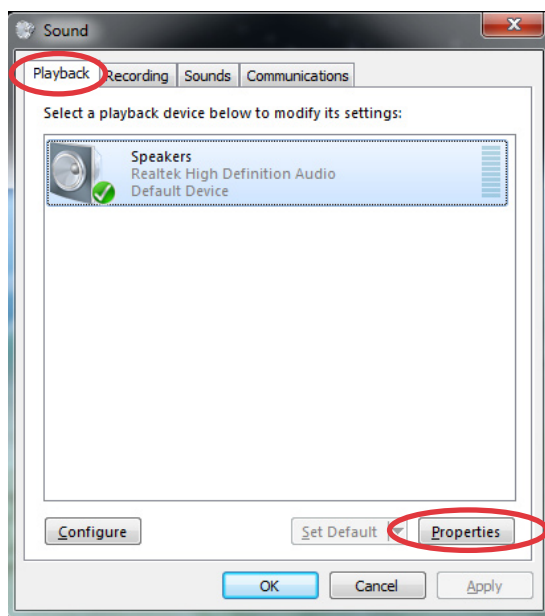 Sound
Playback Recording Sounds Communications
Select a playback device below to modify its settings:
Speakers
Realtek High Definition Audio
Default Device
Configure Set Default Properties
OK Cancel Apply